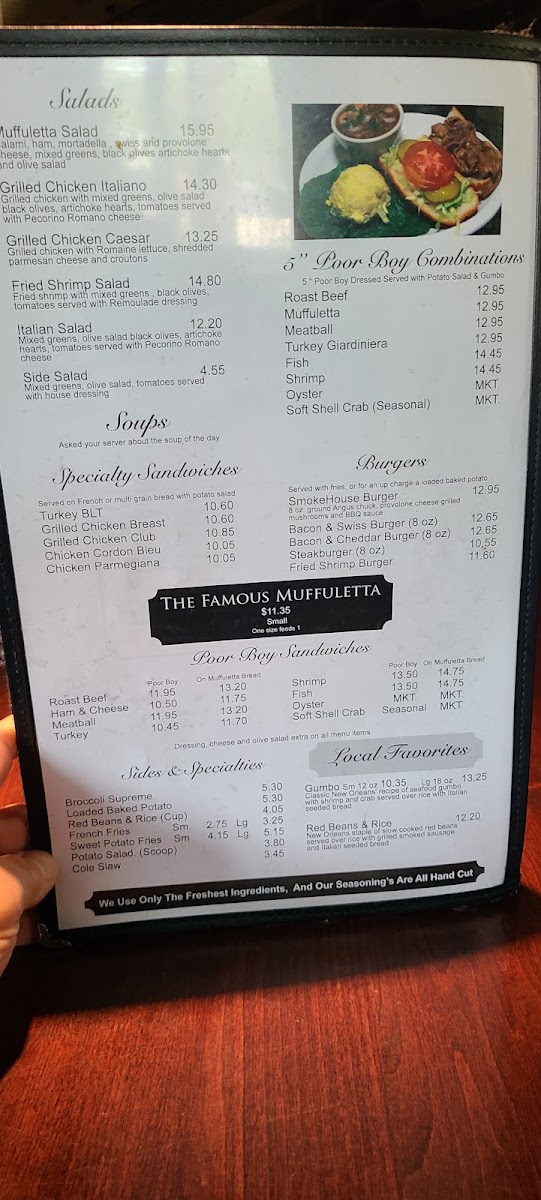 Salads
Muffuletta Salad 15.95
salami, ham, mortadella , swiss and provolone
cheese, mixed greens, black olives artichoke hearts
and olive salad
Grilled Chicken Italiano 14.30
Grilled chicken with mixed greens, olive salad
black olives, artichoke hearts, tomatoes served
with Pecorino Romano cheese
Grilled Chicken Caesar 13.25
Grilled chicken with Romaine lettuce, shredded
parmesan cheese and croutons
Fried Shrimp Salad 14.80
Fried shrimp with mixed greens , black olives,
tomatoes served with Remoulade dressing
Italian Salad 12.20
Mixed greens, olive salad black olives, artichoke
hearts, tomatoes served with Pecorino Romano
cheese
Side Salad 4.55
Mixed greens, olive salad, tomatoes served
with house dressing
Soups
Asked your server about the soup of the day
5" Poor Boy Combinations
5 " Poor Boy Dressed Served with Potato Salad & Gumbo
Roast Beef 12.95
Muffuletta 12.95
Meatball 12.95
Turkey Giardiniera 12.95
Fish 14.45
Shrimp 14.45
Oyster MKT.
Soft Shell Crab (Seasonal) MKT.
Specialty Sandwiches
Served on French or multi grain bread with potato salad
Turkey BLT 10.60
Grilled Chicken Breast 10.60
Grilled Chicken Club 10.85
Chicken Cordon Bleu 10.05
Chicken Parmegiana 10.05
Burgers
Served with fries, or for an up charge a loaded baked potato
SmokeHouse Burger 12.95
8 oz. ground Angus chuck, provolone cheese grilled
mushrooms and BBQ sauce
Bacon & Swiss Burger (8 oz) 12.65
Bacon & Cheddar Burger (8 oz) 12.65
Steakburger (8 oz) 10.55
Fried Shrimp Burger 11.60
The Famous Muffuletta
$11.35
Small
One size feeds 1
Poor Boy Sandwiches
Poor Boy On Muffuletta Bread
Roast Beef 11.95 13.20
Ham & Cheese 10.50 11.75
Meatball 11.95 13.20
Turkey 10.45 11.70
Poor Boy On Muffuletta Bread
Shrimp 13.50 14.75
Fish 13.50 14.75
Oyster MKT. MKT.
Soft Shell Crab Seasonal MKT
Dressing, cheese and olive salad extra on all menu items
Sides & Specialties
Broccoli Supreme 5.30
Loaded Baked Potato 5.30
Red Beans & Rice (Cup) 4.05
French Fries Sm. 2.75 Lg 3.25
Sweet Potato Fries Sm 4.15 Lg. 5.15
Potato Salad. (Scoop) 3.80
Cole Slaw 3.45
Local Favorites
Gumbo Sm 12 oz 10.35 Lg 18 oz 13.25
Classic New Orleans' recipe of seafood gumbo
with shrimp and crab served over rice with Italian
seeded bread
Red Beans & Rice 12.20
New Orleans staple of slow cooked red beans
served over rice with grilled smoked sausage
and Italian seeded bread
We Use Only The Freshest Ingredients, And Our Seasoning's Are All Hand Cut